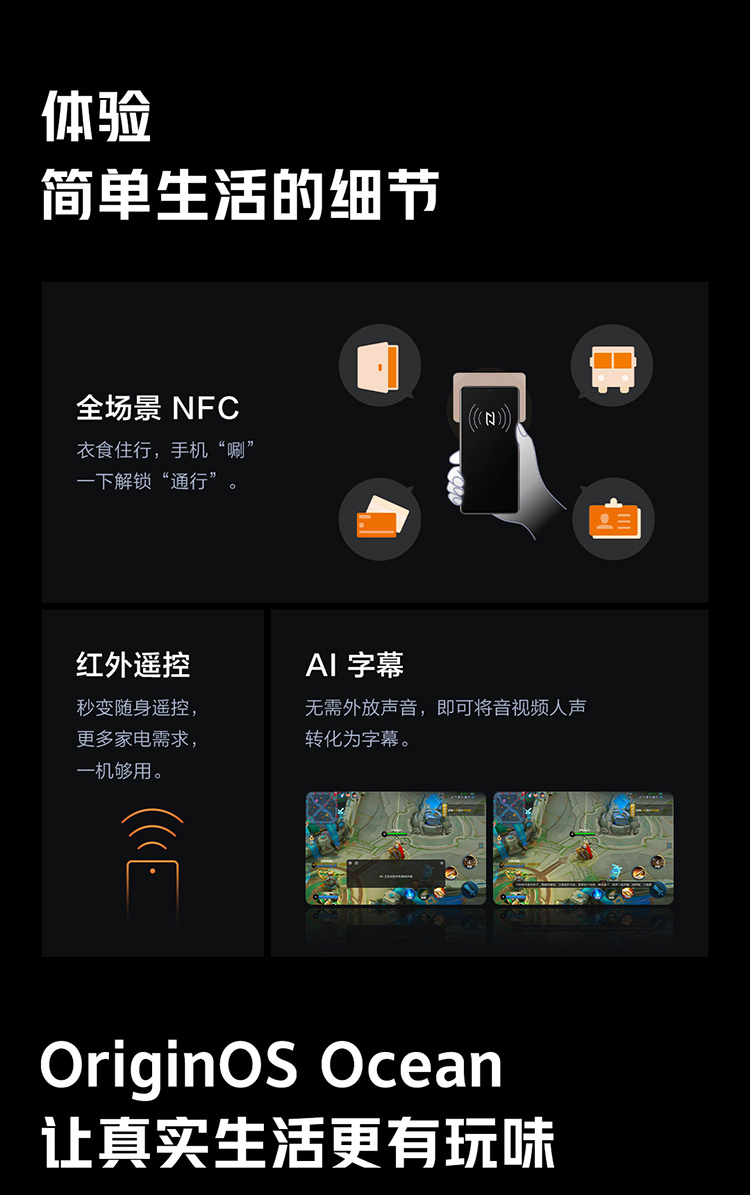 体验
简单生活的细节
全场景 NFC
衣食住行，手机“唰”
一下解锁“通行”。
红外遥控
秒变随身遥控，
更多家电需求，
一机够用。
AI 字幕
无需外放声音，即可将音视频人声
转化为字幕。
OriginOS Ocean
让真实生活更有玩味